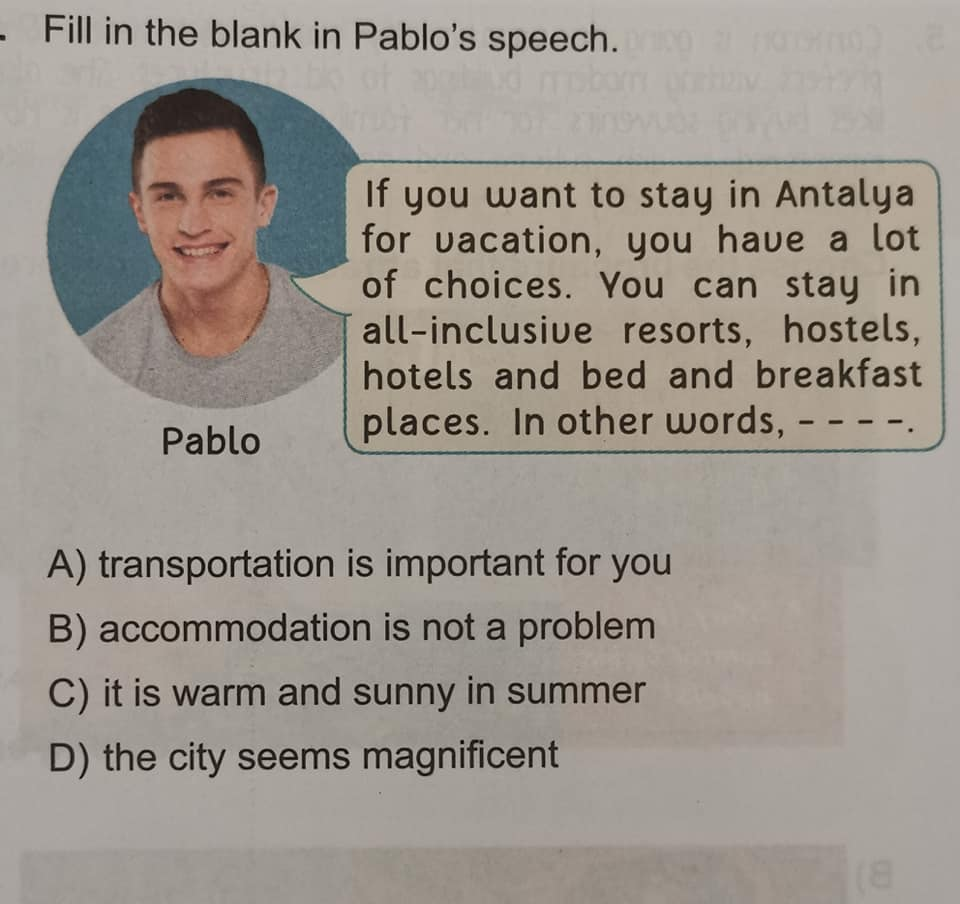 Fill in the blank in Pablo's speech.
If you want to stay in Antalya
for vacation, you have a lot
of choices. You can stay in
all-inclusive resorts, hostels,
hotels and bed and breakfast
places. In other words, - - - -.
Pablo
A) transportation is important for you
B) accommodation is not a problem
C) it is warm and sunny in summer
D) the city seems magnificent